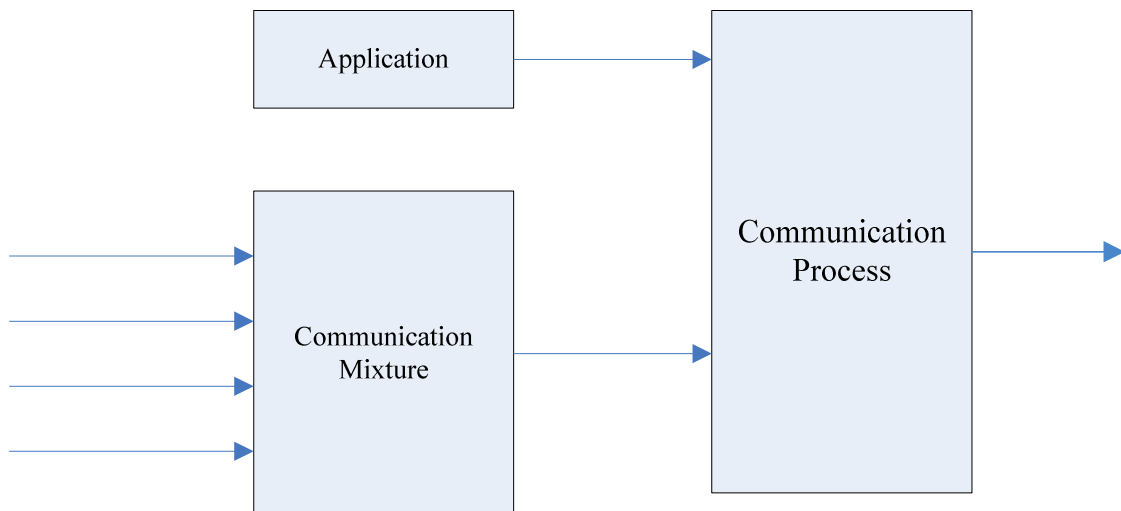 Application
Communication
Process
Communication
Mixture